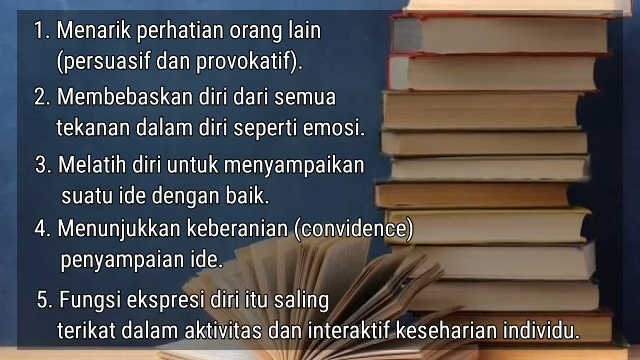 1. Menarik perhatian orang lain
(persuasif dan provokatif).
2. Membebaskan diri dari semua
tekanan dalam diri seperti emosi.
3. Melatih diri untuk menyampaikan
suatu ide dengan baik.
4. Menunjukkan keberanian (convidence)
penyampaian ide.
5. Fungsi ekspresi diri itu saling
terikat dalam aktivitas dan interaktif keseharian individu.